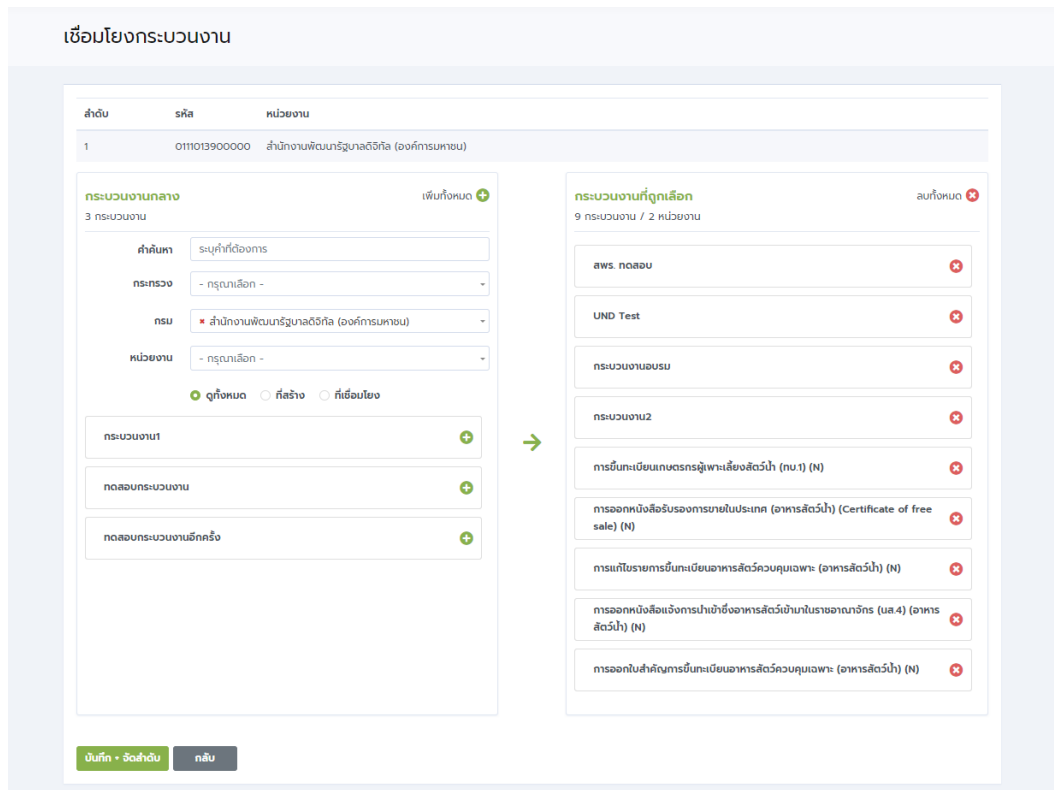 เชื่อมโยงกระบวนงาน
ลำดับ รหัส หน่วยงาน
1 0111013900000 สำนักงานพัฒนารัฐบาลดิจิทัล (องค์การมหาชน)
กระบวนงานกลาง เพิ่มทั้งหมด
3 กระบวนงาน
คำค้นหา ระบุคำที่ต้องการ
กระทรวง - กรุณาเลือก -
กรม × สำนักงานพัฒนารัฐบาลดิจิทัล (องค์การมหาชน)
หน่วยงาน - กรุณาเลือก -
ดูทั้งหมด ที่สร้าง ที่เชื่อมโยง
กระบวนงาน1
ทดสอบกระบวนงาน
ทดสอบกระบวนงานอีกครั้ง
กระบวนงานที่ถูกเลือก ลบทั้งหมด
9 กระบวนงาน / 2 หน่วยงาน
สพร. ทดสอบ
UND Test
กระบวนงานอบรม
กระบวนงาน2
การขึ้นทะเบียนเกษตรกรผู้เพาะเลี้ยงสัตว์น้ำ (ทบ.1) (N)
การออกหนังสือรับรองการขายในประเทศ (อาหารสัตว์น้ำ) (Certificate of free
sale) (N)
การแก้ไขรายการขึ้นทะเบียนอาหารสัตว์ควบคุมเฉพาะ (อาหารสัตว์น้ำ) (N)
การออกหนังสือแจ้งการนำเข้าซึ่งอาหารสัตว์เข้ามาในราชอาณาจักร (นส.4) (อาหาร
สัตว์น้ำ) (N)
การออกใบสำคัญการขึ้นทะเบียนอาหารสัตว์ควบคุมเฉพาะ (อาหารสัตว์น้ำ) (N)
บันทึก • จัดลำดับ กลับ